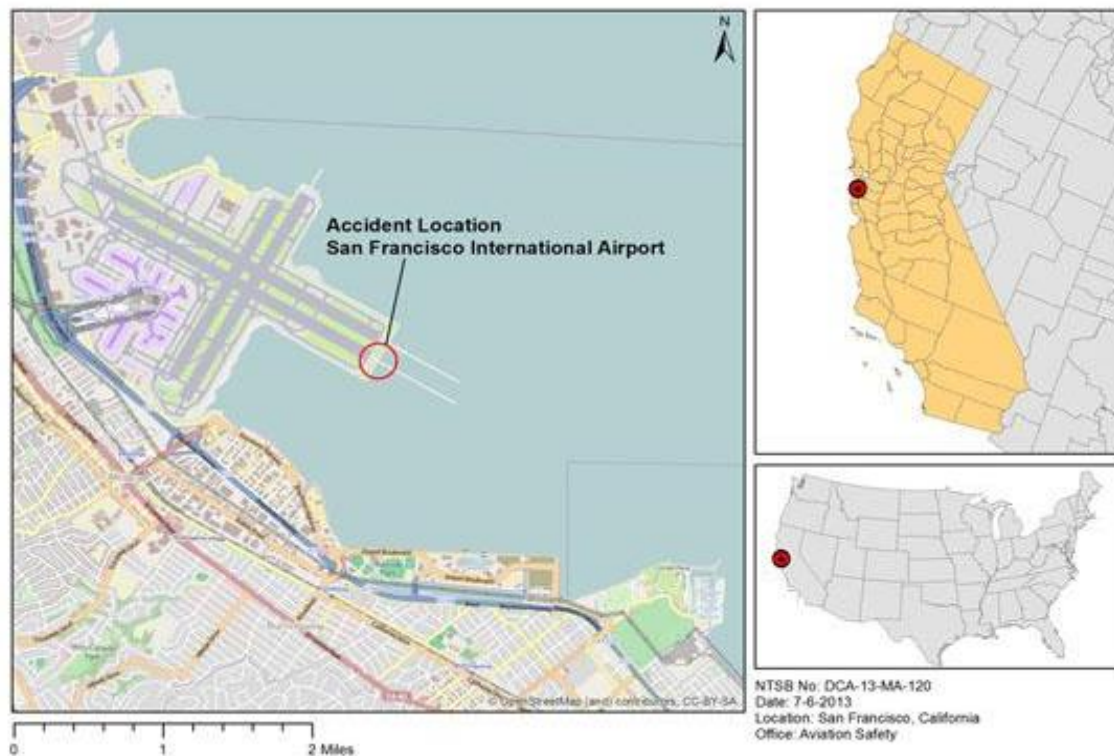 N
Accident Location
San Francisco International Airport
© OpenStreetMap (and) contributors, CC-BY-SA
0 1 2 Miles
NTSB No: DCA-13-MA-120
Date: 7-6-2013
Location: San Francisco, California
Office: Aviation Safety